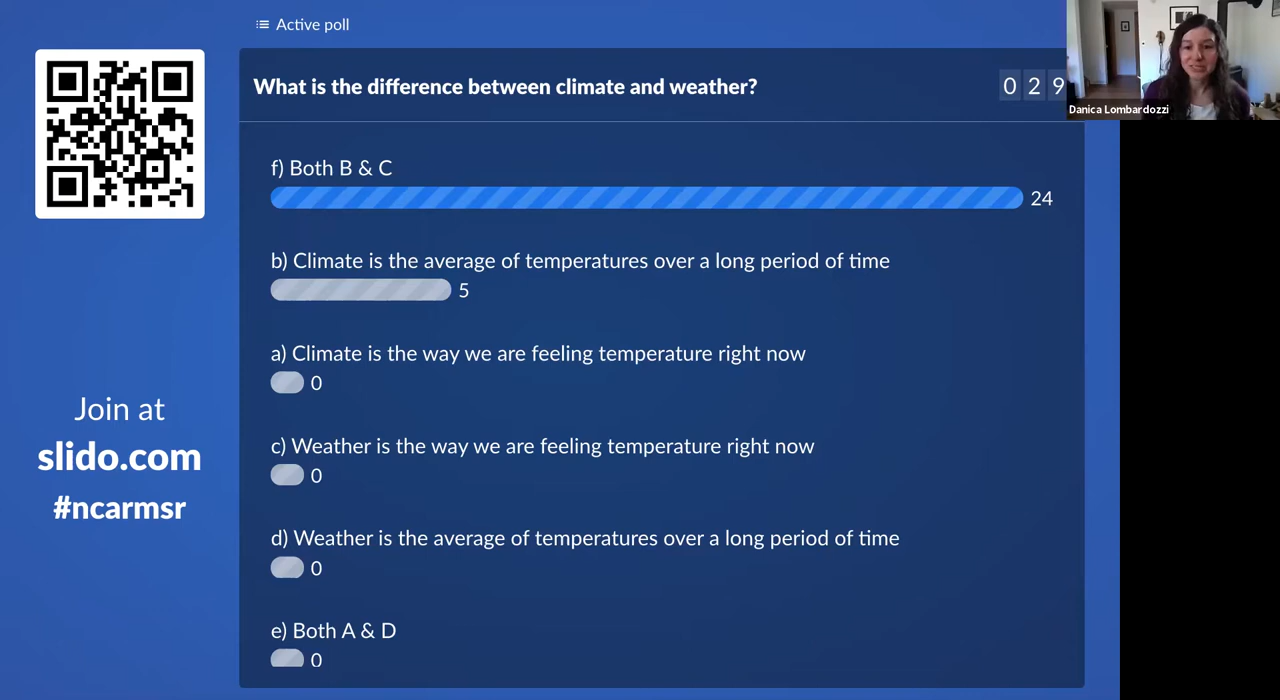 Active poll
What is the difference between climate and weather?
0 2 9
Danica Lombardozzi
f) Both B & C
24
b) Climate is the average of temperatures over a long period of time
5
a) Climate is the way we are feeling temperature right now
0
c) Weather is the way we are feeling temperature right now
0
d) Weather is the average of temperatures over a long period of time
0
e) Both A & D
0
Join at
slido.com
#ncarmsr